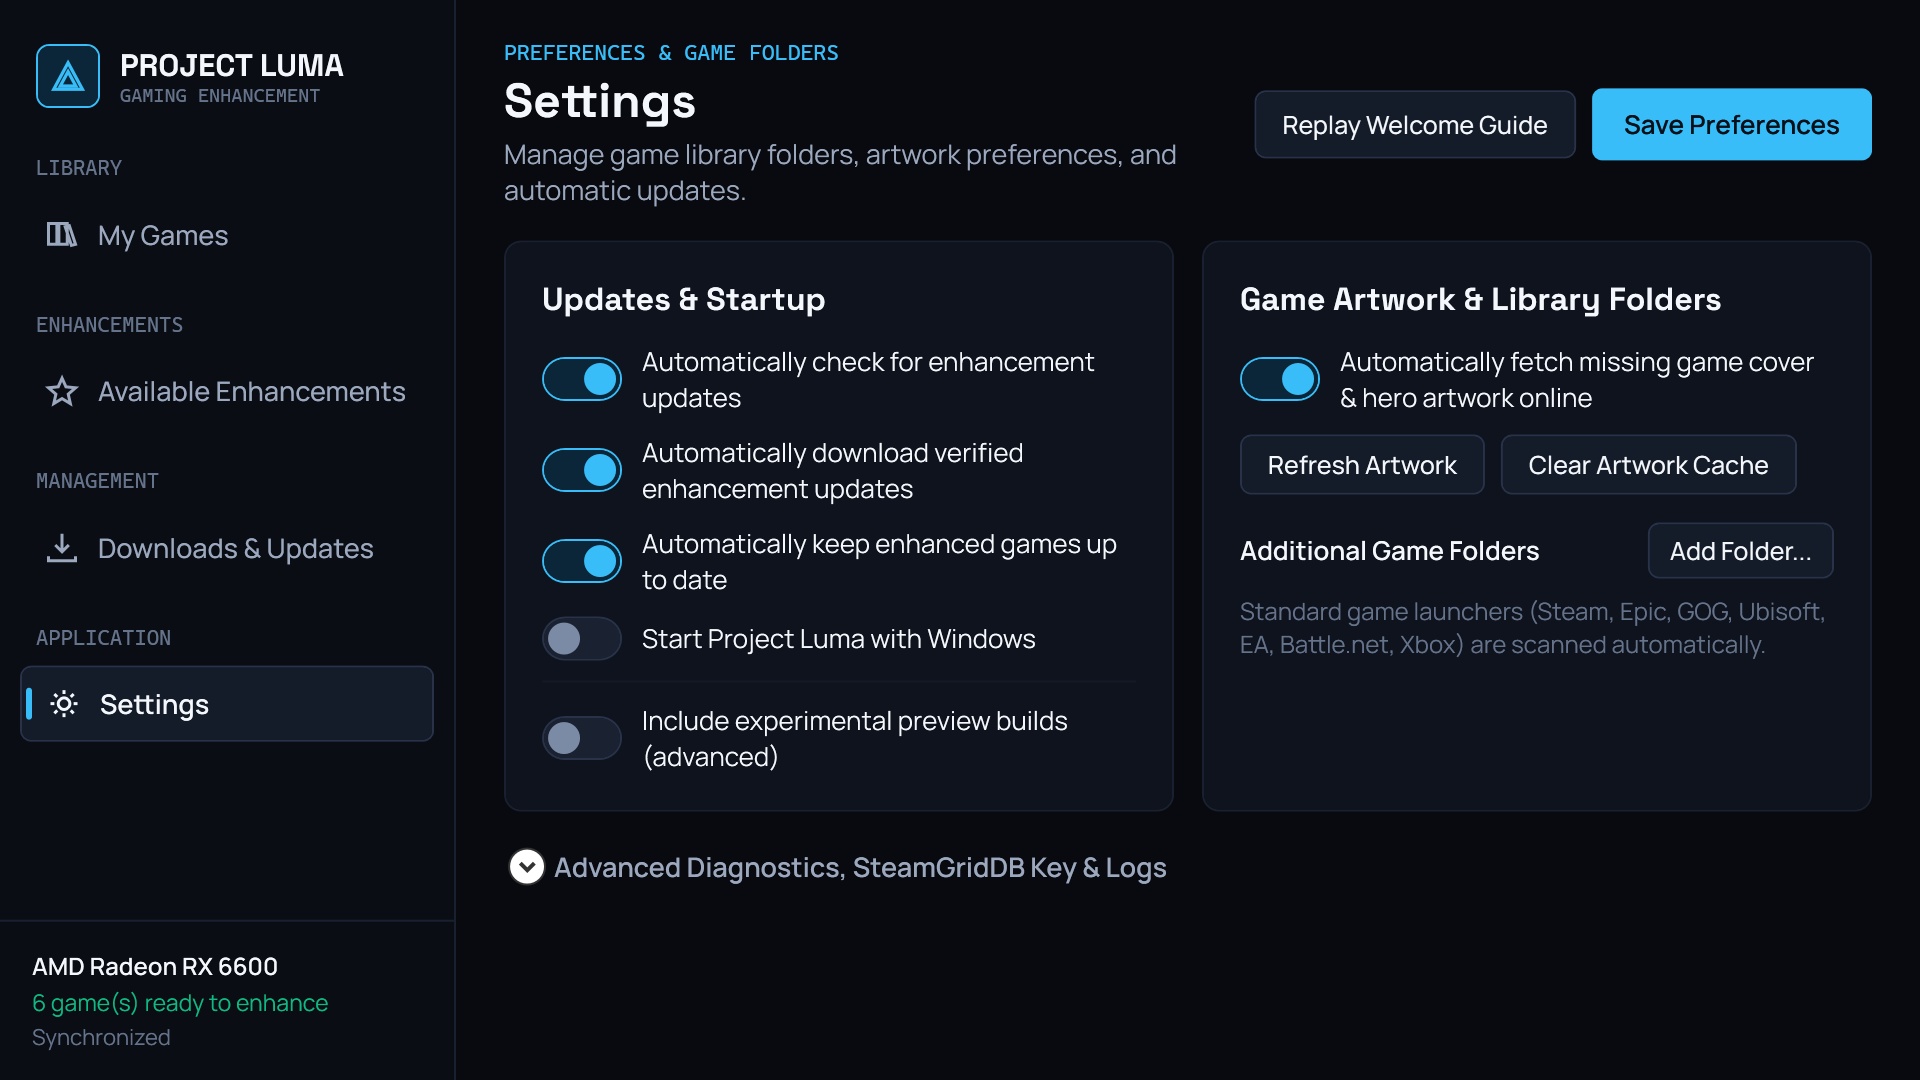 PROJECT LUMA
GAMING ENHANCEMENT
LIBRARY
My Games
ENHANCEMENTS
Available Enhancements
MANAGEMENT
Downloads & Updates
APPLICATION
Settings
AMD Radeon RX 6600
6 game(s) ready to enhance
Synchronized
PREFERENCES & GAME FOLDERS
Settings
Manage game library folders, artwork preferences, and
automatic updates.
Replay Welcome Guide
Save Preferences
Updates & Startup
Automatically check for enhancement
updates
Automatically download verified
enhancement updates
Automatically keep enhanced games up
to date
Start Project Luma with Windows
Include experimental preview builds
(advanced)
Game Artwork & Library Folders
Automatically fetch missing game cover
& hero artwork online
Refresh Artwork
Clear Artwork Cache
Additional Game Folders
Add Folder...
Standard game launchers (Steam, Epic, GOG, Ubisoft,
EA, Battle.net, Xbox) are scanned automatically.
Advanced Diagnostics, SteamGridDB Key & Logs